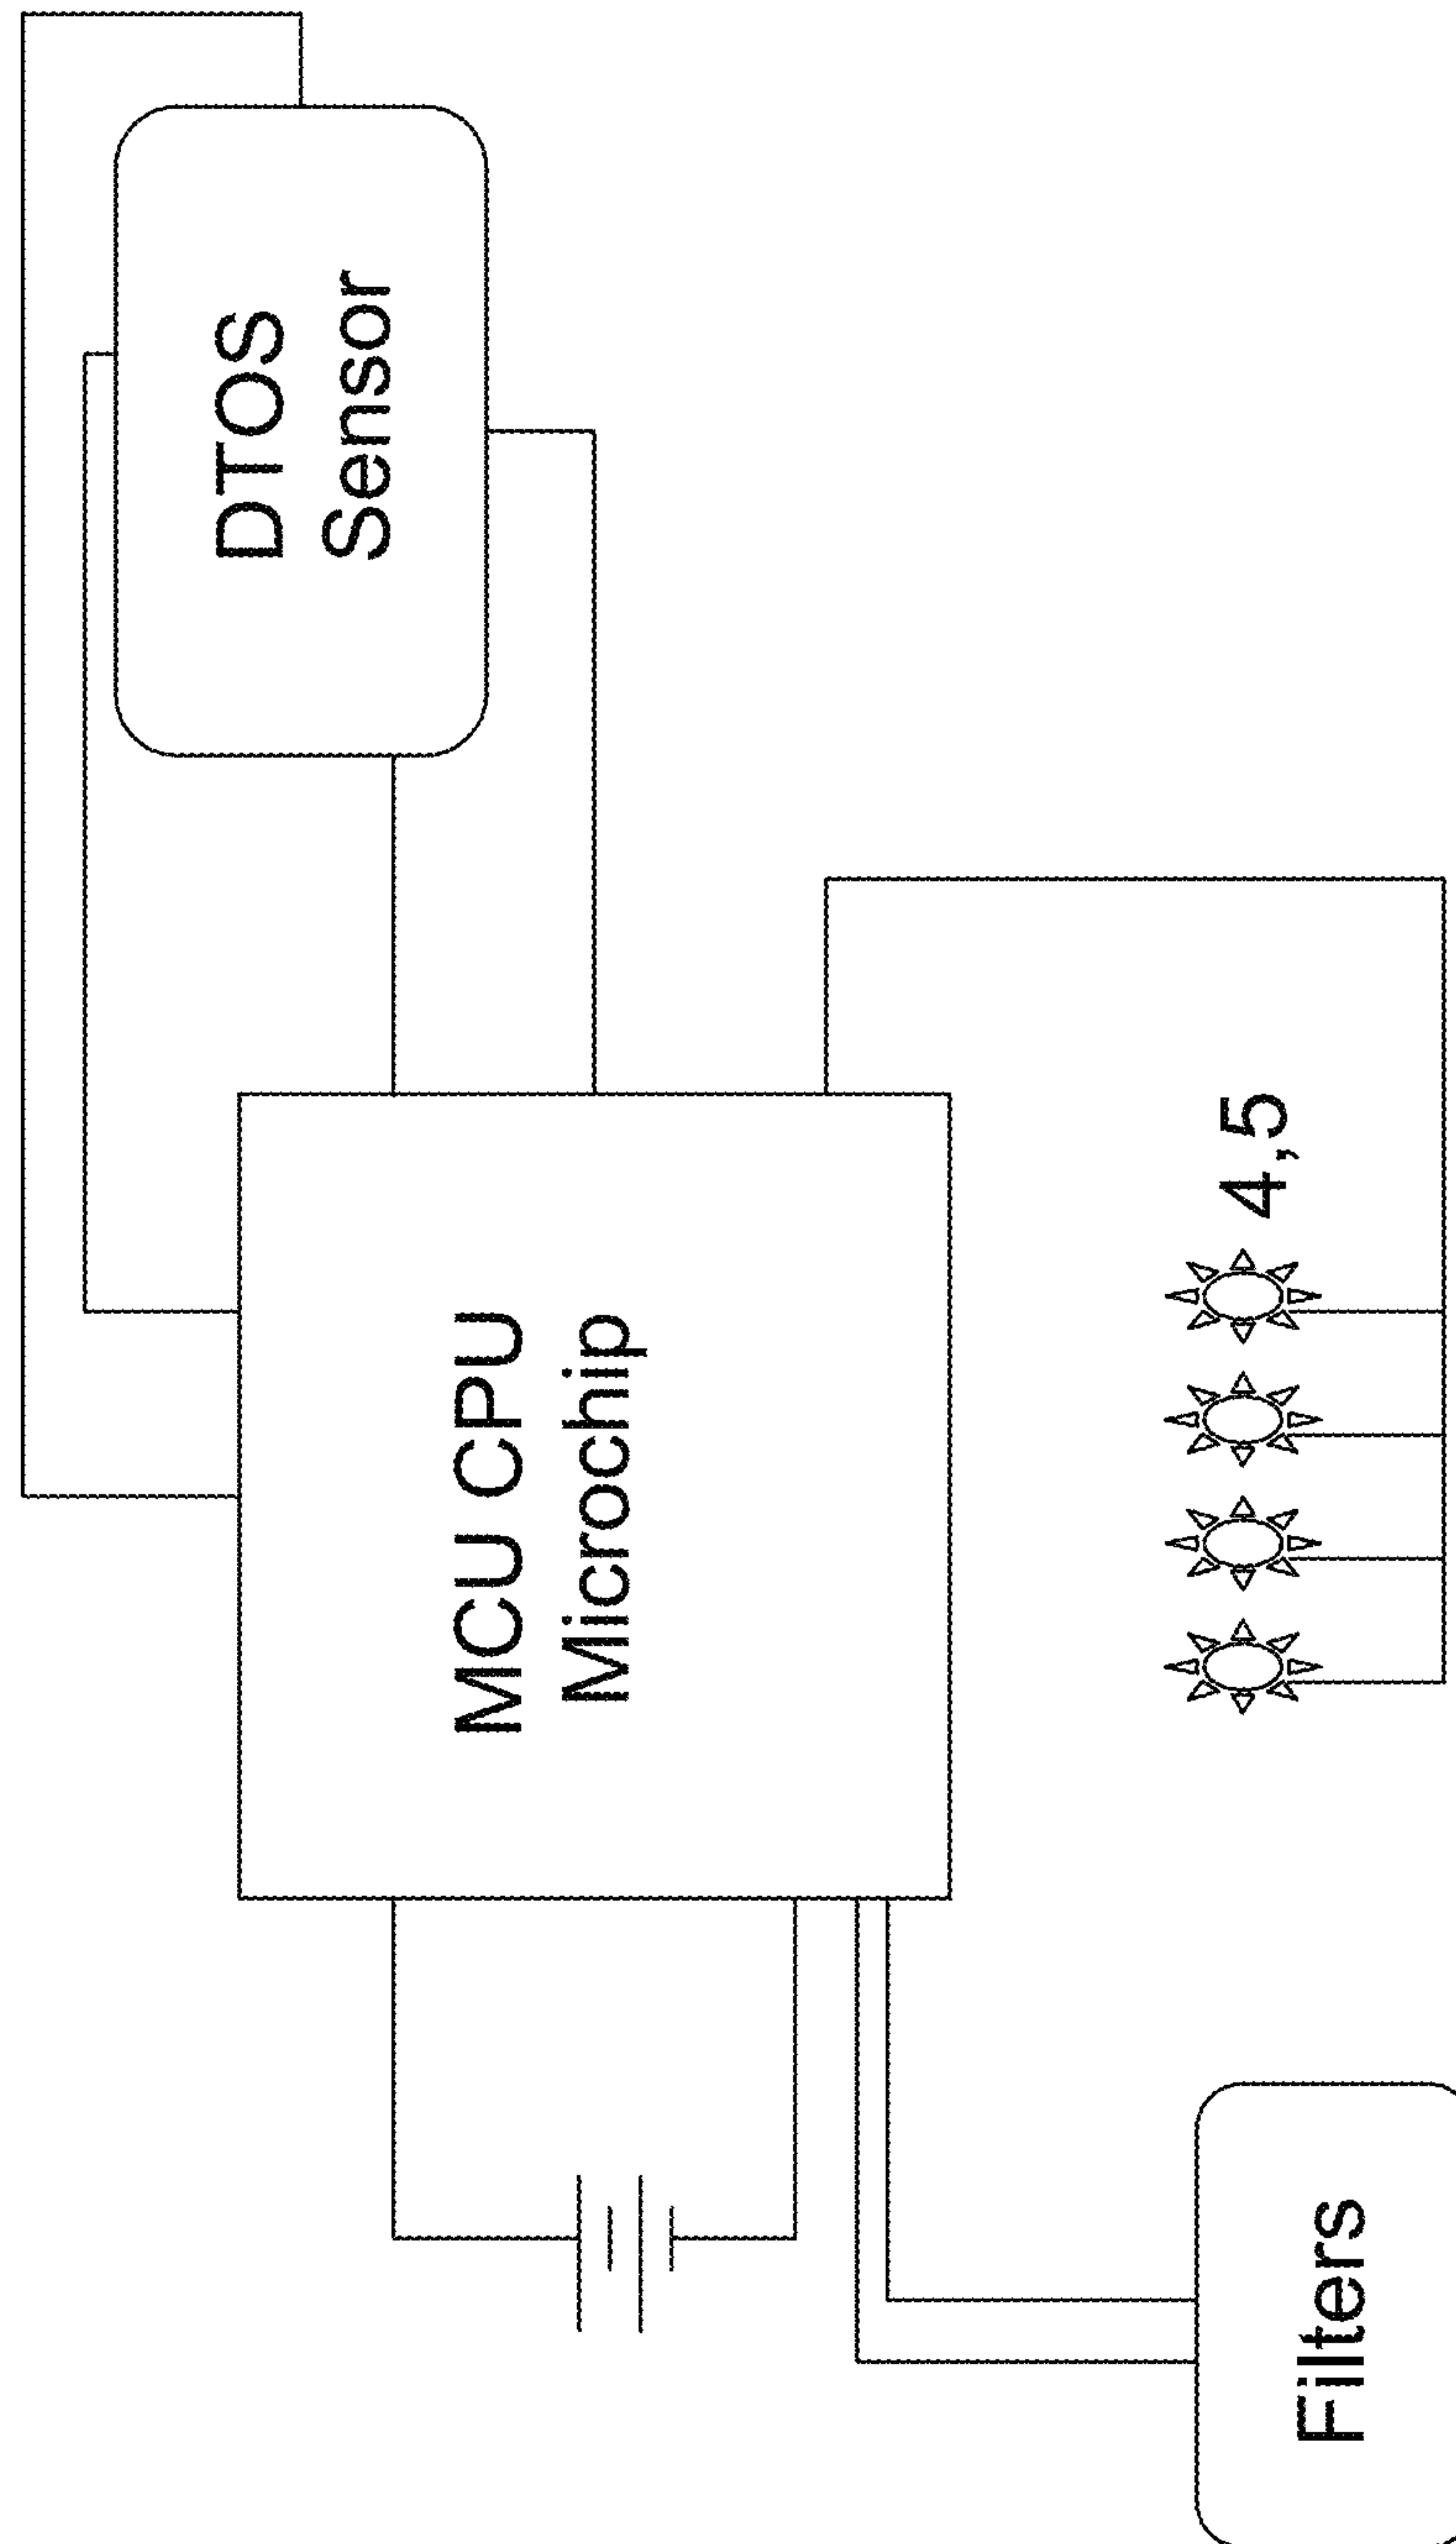 DTOS
Sensor
MCU CPU
Microchip
4,5
Filters